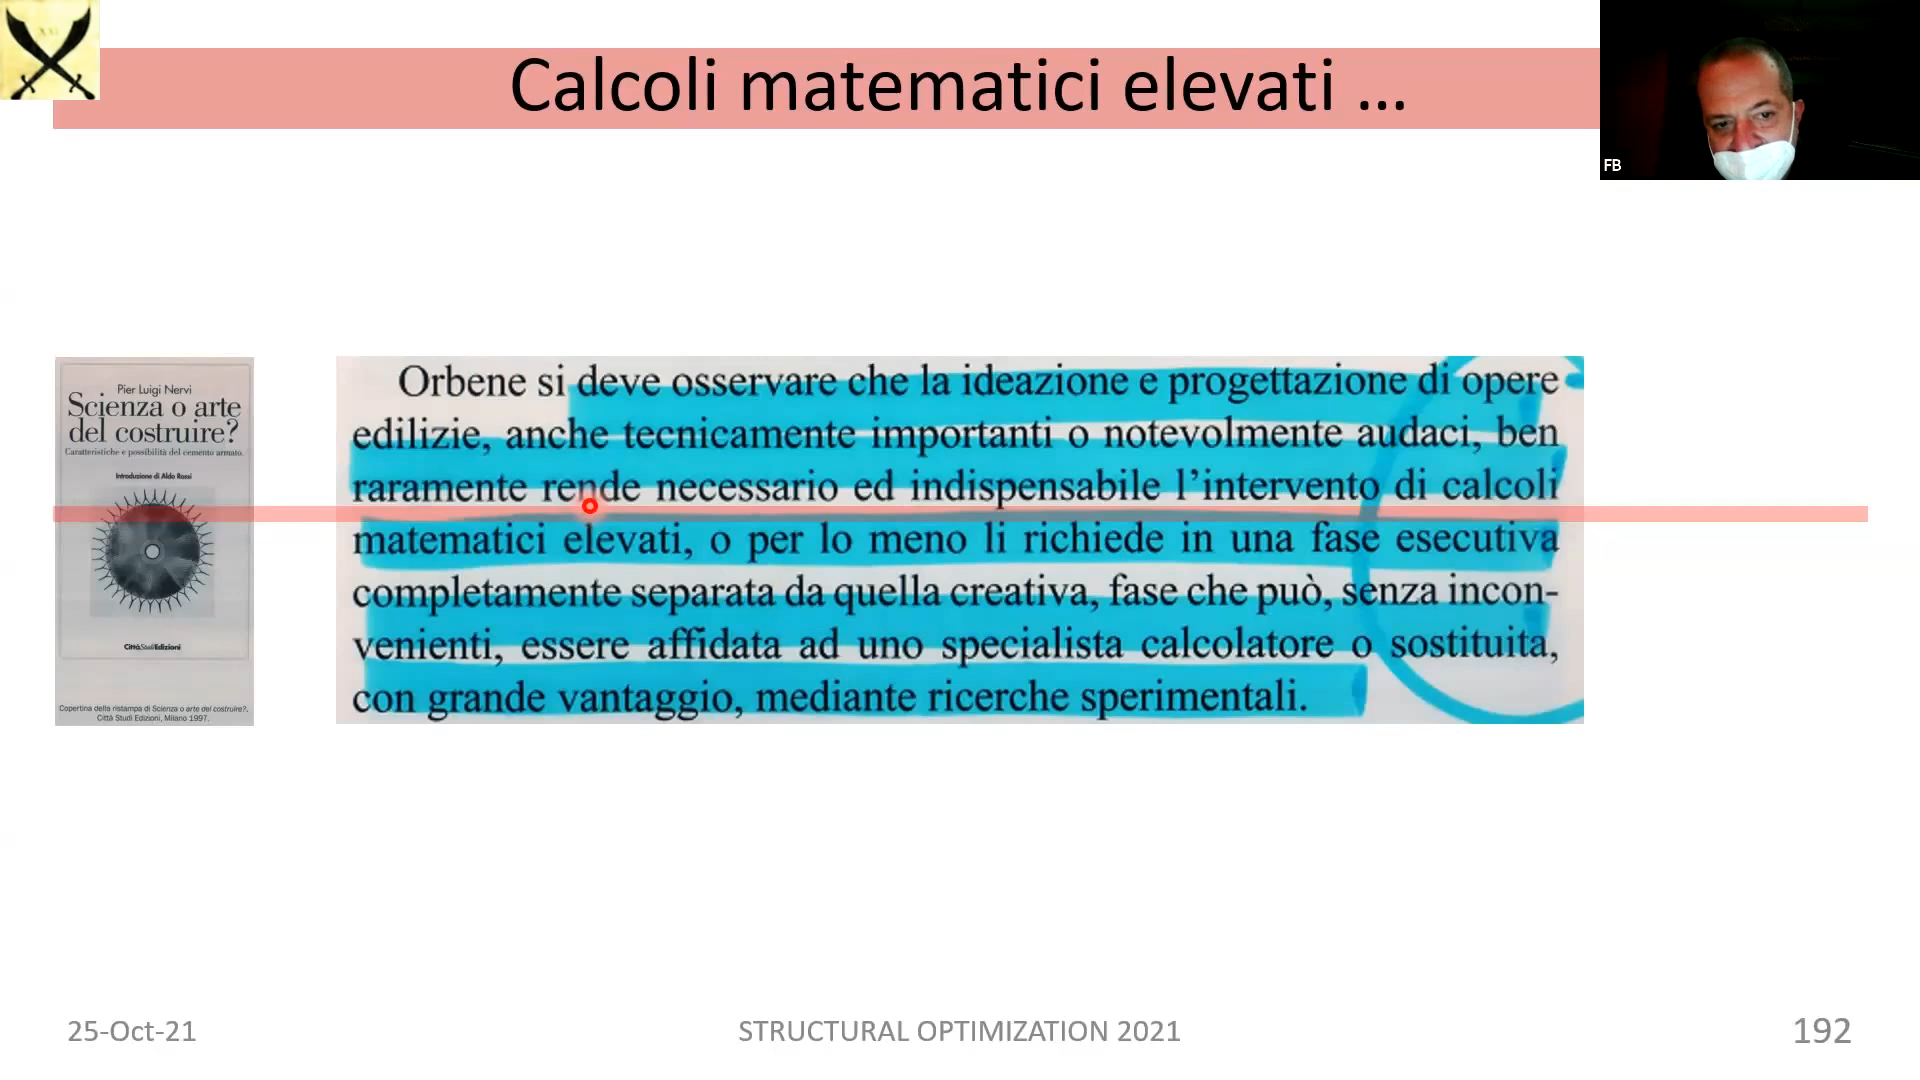 Calcoli matematici elevati ...
FB
Pier Luigi Nervi
Scienza o arte
del costruire?
Caratteristiche e possibilità del cemento armato.
Introduzione di Aldo Rossi
CittàStudiEdizioni
Copertina della ristampa di Scienza o arte del costruire?,
Città Studi Edizioni, Milano 1997.
Orbene si deve osservare che la ideazione e progettazione di opere
edilizie, anche tecnicamente importanti o notevolmente audaci, ben
raramente rende necessario ed indispensabile l’intervento di calcoli
matematici elevati, o per lo meno li richiede in una fase esecutiva
completamente separata da quella creativa, fase che può, senza incon-
venienti, essere affidata ad uno specialista calcolatore o sostituita,
con grande vantaggio, mediante ricerche sperimentali.
25-Oct-21
STRUCTURAL OPTIMIZATION 2021
192